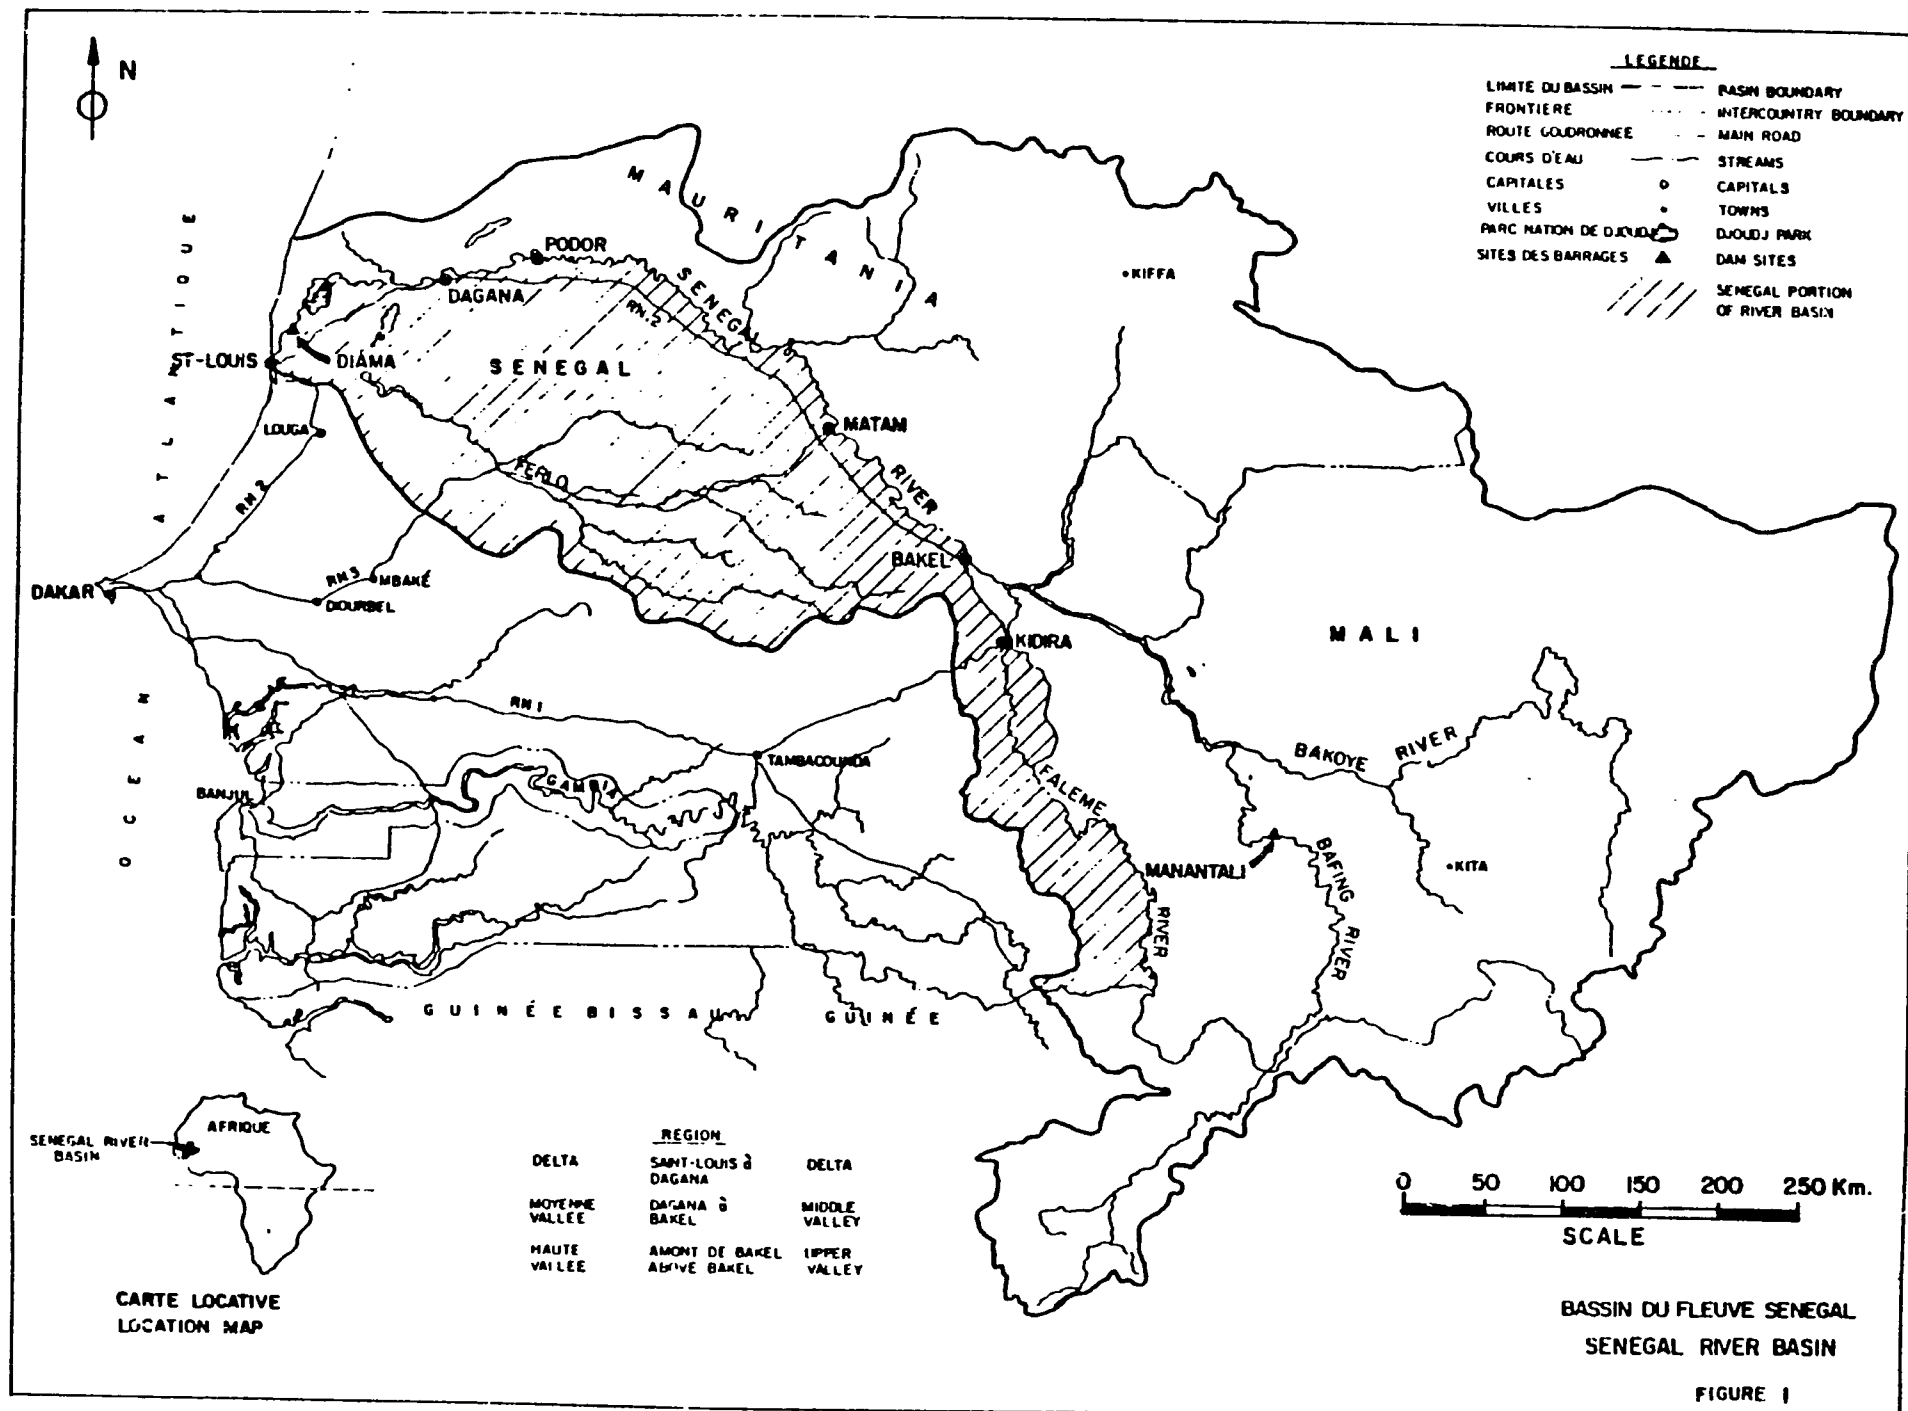 N
LEGENDE
LIMITE DU BASSIN BASIN BOUNDARY
FRONTIERE INTERCOUNTRY BOUNDARY
ROUTE GOUDRONNEE MAIN ROAD
COURS D'EAU STREAMS
CAPITALES CAPITALS
VILLES TOWNS
PARC NATION DE DJOUDJ DJOUDJ PARK
SITES DES BARRAGES DAM SITES
SENEGAL PORTION
OF RIVER BASIN
MAURITANIA
KIFFA
PODOR
DAGANA
SENEGAL
RIVER
RN.2
ST-LOUIS
DIAMA
SENEGAL
LOUGA
RN.2
MATAM
FERLO
BAKEL
DAKAR
RN.3
MBAKÉ
DIOURBEL
KIDIRA
MALI
RN 1
TAMBACOUNDA
BAKOYE RIVER
GAMBIA
BANJUL
FALEME
RIVER
MANANTALI
BAFING
RIVER
KITA
OCEAN
ATLANTIQUE
GUINÉE BISSAU
GUINÉE
AFRIQUE
SENEGAL RIVER
BASIN
CARTE LOCATIVE
LOCATION MAP
REGION
DELTA SAINT-LOUIS à DELTA
DAGANA
MOYENNE DAGANA à MIDDLE
VALLEE BAKEL VALLEY
HAUTE AMONT DE BAKEL UPPER
VALLEE ABOVE BAKEL VALLEY
0 50 100 150 200 250 Km.
SCALE
BASSIN DU FLEUVE SENEGAL
SENEGAL RIVER BASIN
FIGURE 1